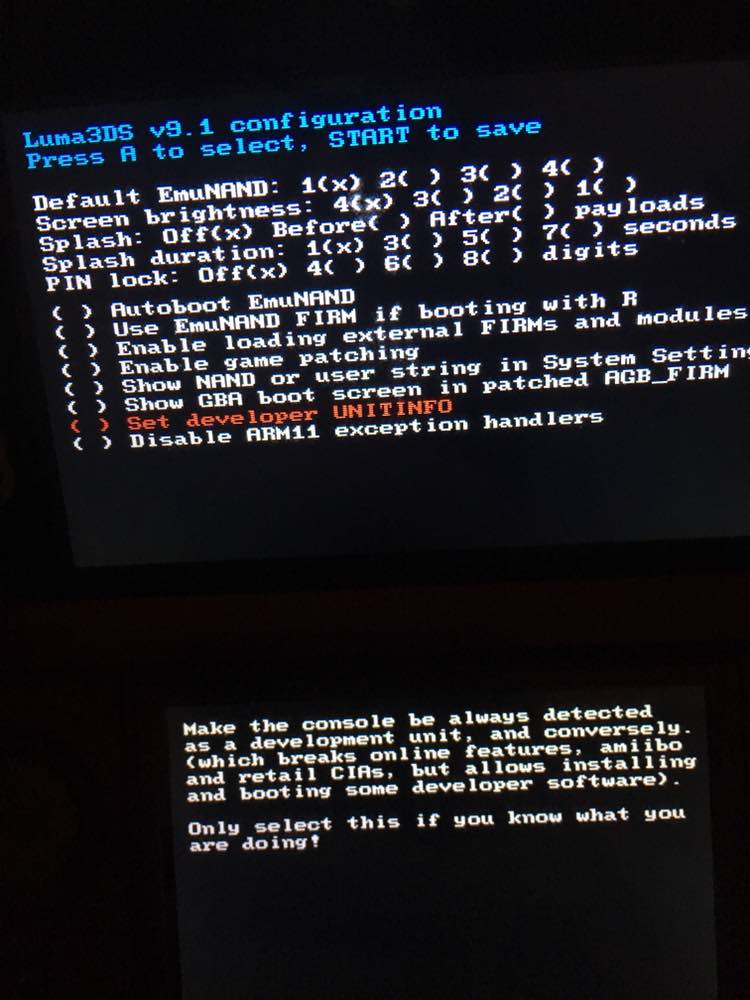 Luma3DS v9.1 configuration
Press A to select, START to save
Default EmuNAND: 1(x) 2( ) 3( ) 4( )
Screen brightness: 4(x) 3( ) 2( ) 1( )
Splash: Off(x) Before( ) After( ) payloads
Splash duration: 1(x) 3( ) 5( ) 7( ) seconds
PIN lock: Off(x) 4( ) 6( ) 8( ) digits
( ) Autoboot EmuNAND
( ) Use EmuNAND FIRM if booting with R
( ) Enable loading external FIRMs and modules
( ) Enable game patching
( ) Show NAND or user string in System Settin
( ) Show GBA boot screen in patched AGB_FIRM
( ) Set developer UNITINFO
( ) Disable ARM11 exception handlers
Make the console be always detected
as a development unit, and conversely.
(which breaks online features, amiibo
and retail CIAs, but allows installing
and booting some developer software).
Only select this if you know what you
are doing!